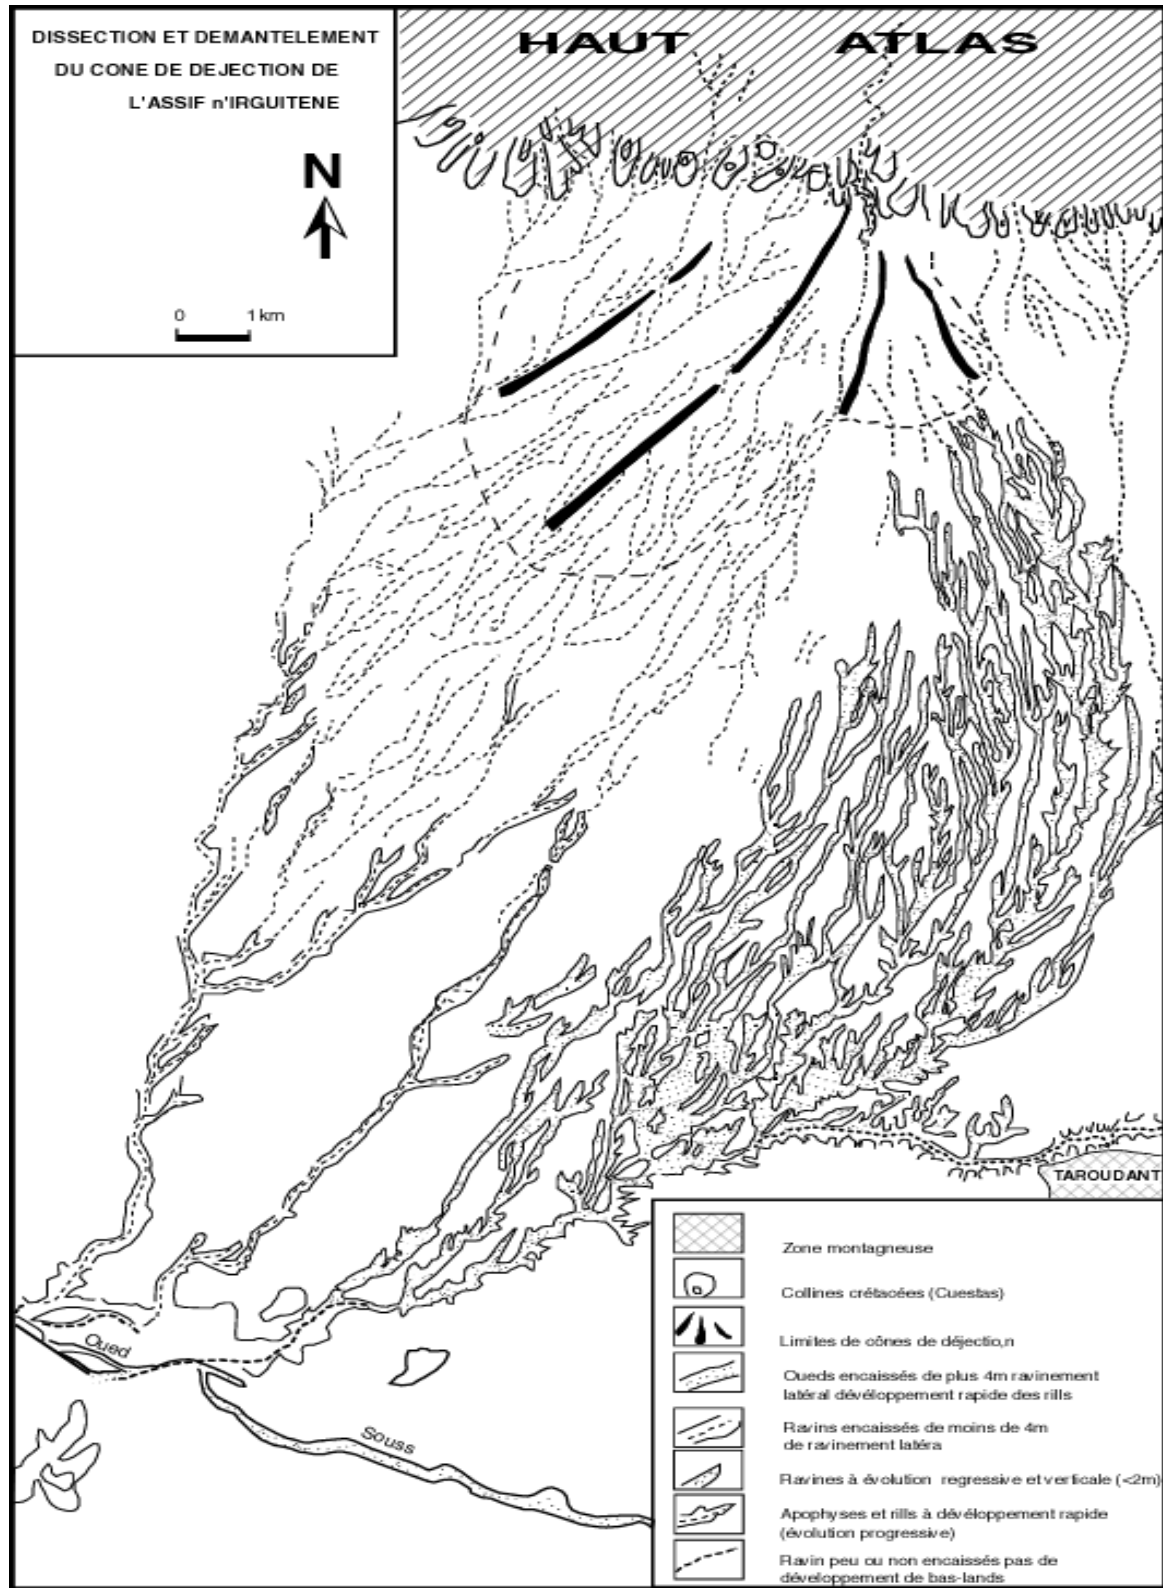 DISSECTION ET DEMANTELEMENT
DU CONE DE DEJECTION DE
L'ASSIF n'IRGUITENE
N
0 1 km
HAUT ATLAS
TAROUDANT
Oued
Souss
Zone montagneuse
Collines crétacées (Cuestas)
Limites de cônes de déjectio,n
Oueds encaissés de plus 4m ravinement
latéral dévéloppement rapide des rills
Ravins encaissés de moins de 4m
de ravinement latéra
Ravines à évolution regressive et verticale (<2m)
Apophyses et rills à dévéloppement rapide
(évolution progressive)
Ravin peu ou non encaissés pas de
développement de bas-lands